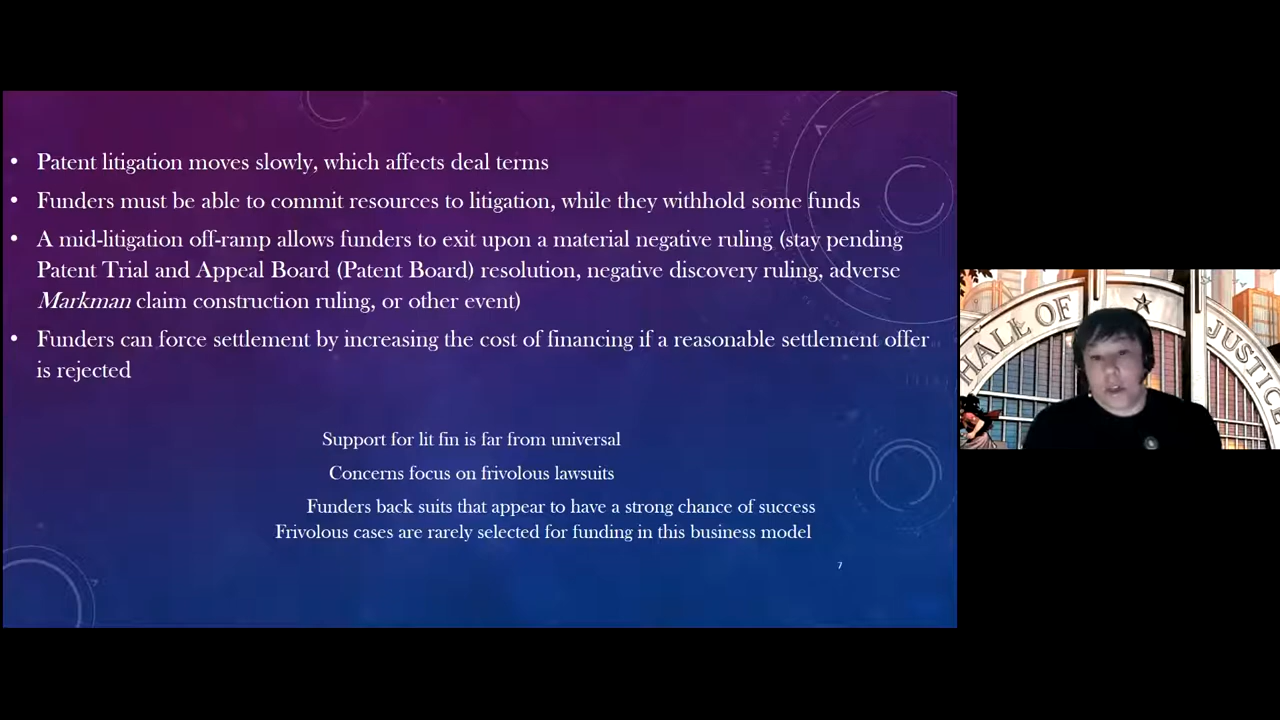 • Patent litigation moves slowly, which affects deal terms
• Funders must be able to commit resources to litigation, while they withhold some funds
• A mid-litigation off-ramp allows funders to exit upon a material negative ruling (stay pending
Patent Trial and Appeal Board (Patent Board) resolution, negative discovery ruling, adverse
Markman claim construction ruling, or other event)
• Funders can force settlement by increasing the cost of financing if a reasonable settlement offer
is rejected
Support for lit fin is far from universal
Concerns focus on frivolous lawsuits
Funders back suits that appear to have a strong chance of success
Frivolous cases are rarely selected for funding in this business model
7
HALL OF JUSTICE